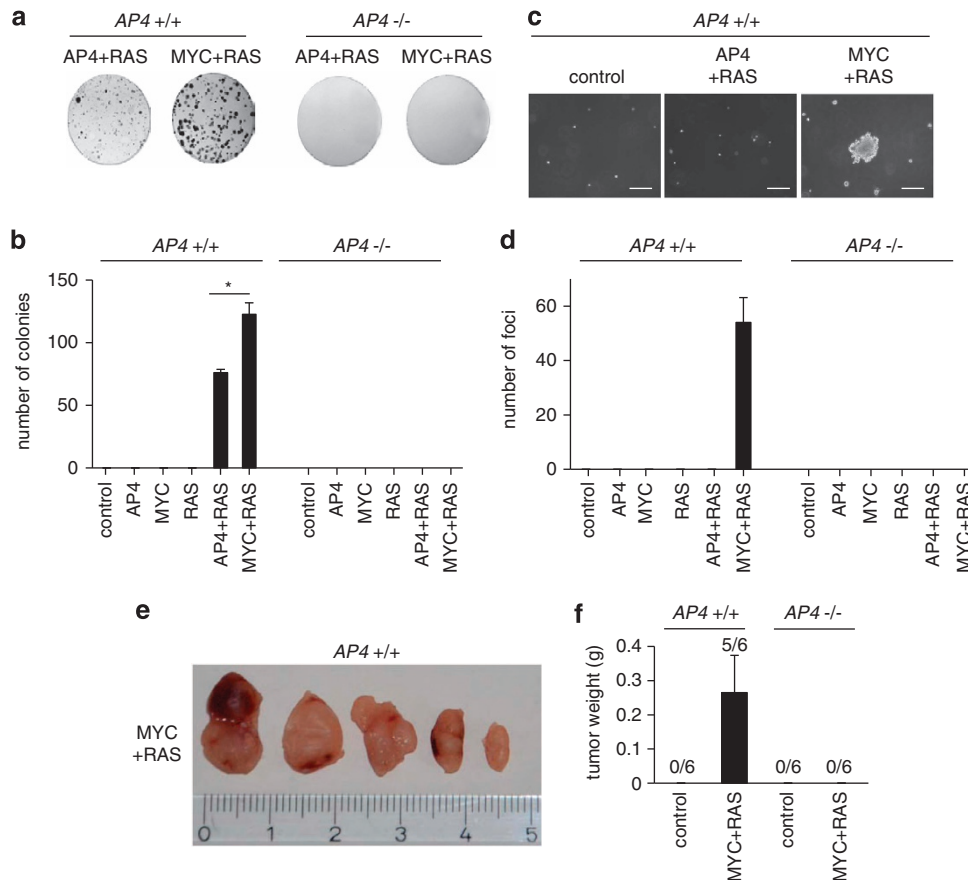 a
AP4 +/+
AP4 -/-
AP4+RAS
MYC+RAS
AP4+RAS
MYC+RAS
c
AP4 +/+
control
AP4
+RAS
MYC
+RAS
b
AP4 +/+
AP4 -/-
number of colonies
150
100
50
0
*
control
AP4
MYC
RAS
AP4+RAS
MYC+RAS
control
AP4
MYC
RAS
AP4+RAS
MYC+RAS
d
AP4 +/+
AP4 -/-
number of foci
60
40
20
0
control
AP4
MYC
RAS
AP4+RAS
MYC+RAS
control
AP4
MYC
RAS
AP4+RAS
MYC+RAS
e
AP4 +/+
MYC
+RAS
0 1 2 3 4 5
f
AP4 +/+
AP4 -/-
tumor weight (g)
0.4
0.3
0.2
0.1
0
0/6
5/6
0/6
0/6
control
MYC+RAS
control
MYC+RAS